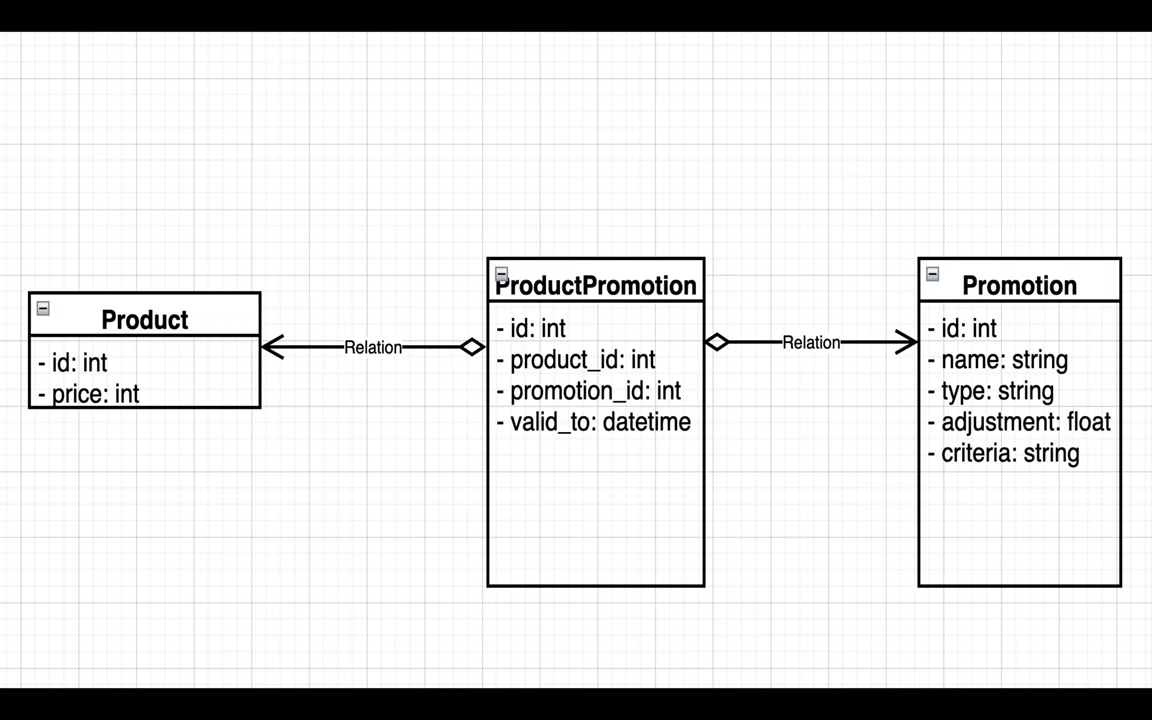 Product
- id: int
- price: int
Relation
ProductPromotion
- id: int
- product_id: int
- promotion_id: int
- valid_to: datetime
Relation
Promotion
- id: int
- name: string
- type: string
- adjustment: float
- criteria: string